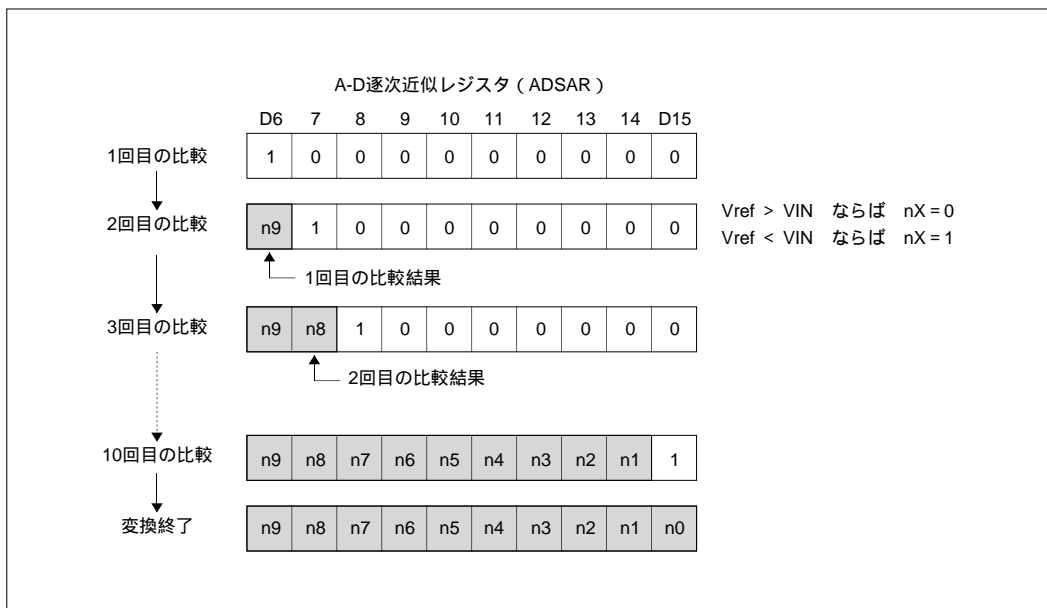 A-D逐次近似レジスタ ( ADSAR )
D6 7 8 9 10 11 12 13 14 D15
1回目の比較 1 0 0 0 0 0 0 0 0 0
2回目の比較 n9 1 0 0 0 0 0 0 0 0
Vref > VIN ならば nX = 0
Vref < VIN ならば nX = 1
1回目の比較結果
3回目の比較 n9 n8 1 0 0 0 0 0 0 0
2回目の比較結果
10回目の比較 n9 n8 n7 n6 n5 n4 n3 n2 n1 1
変換終了 n9 n8 n7 n6 n5 n4 n3 n2 n1 n0